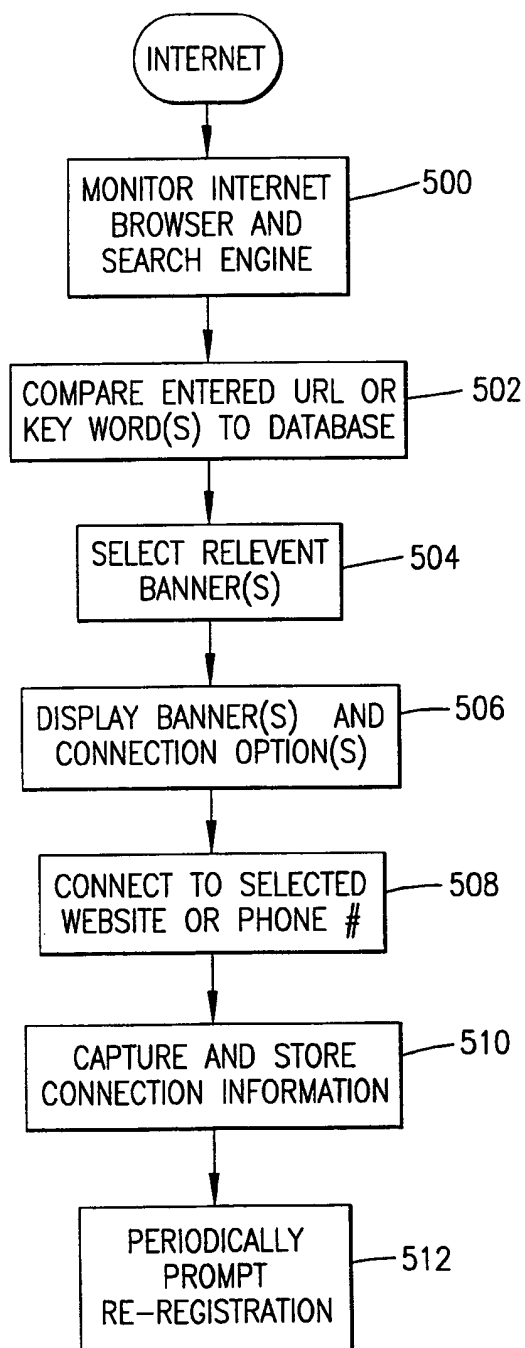 INTERNET
MONITOR INTERNET
BROWSER AND
SEARCH ENGINE
500
COMPARE ENTERED URL OR
KEY WORD(S) TO DATABASE
502
SELECT RELEVENT
BANNER(S)
504
DISPLAY BANNER(S) AND
CONNECTION OPTION(S)
506
CONNECT TO SELECTED
WEBSITE OR PHONE #
508
CAPTURE AND STORE
CONNECTION INFORMATION
510
PERIODICALLY
PROMPT
RE-REGISTRATION
512